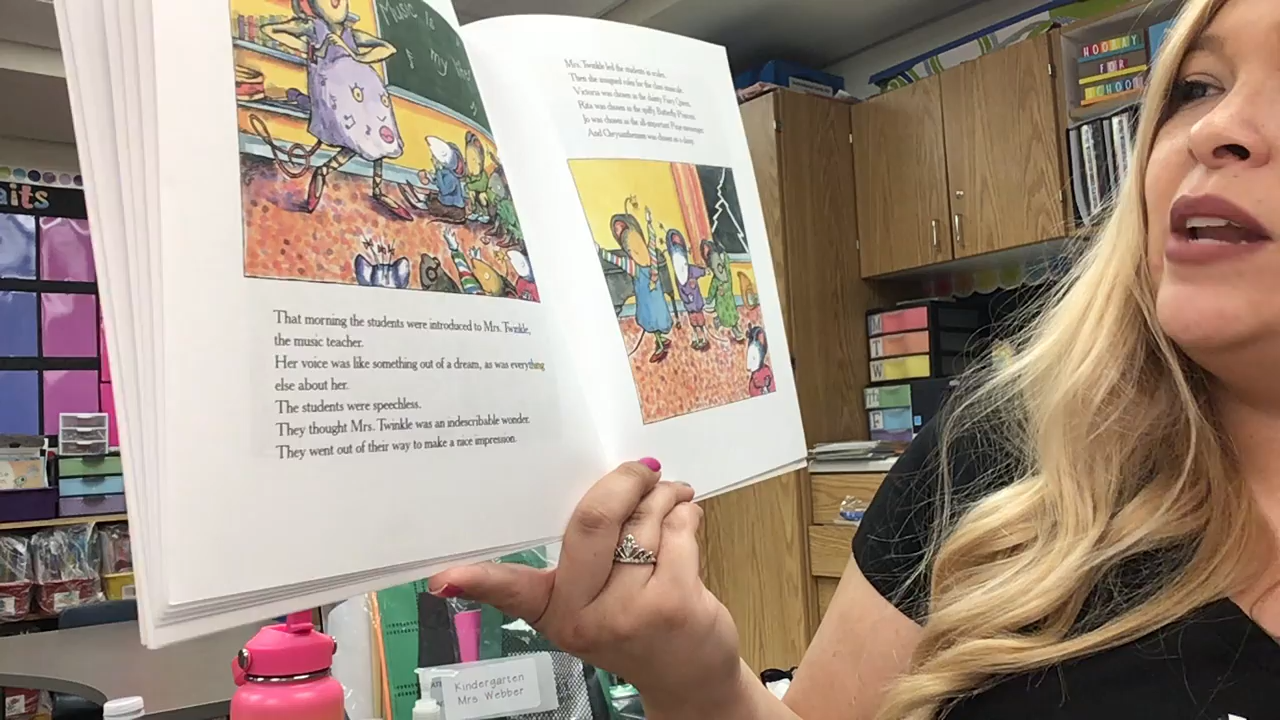 Music is
my thing
Mrs. Twinkle led the students in scales.
Then she assigned roles for the class musicale.
Victoria was chosen as the dainty Fairy Queen.
Rita was chosen as the spiffy Butterfly Princess.
Jo was chosen as the all-important Pixie-messenger.
And Chrysanthemum was chosen as a daisy.
That morning the students were introduced to Mrs. Twinkle,
the music teacher.
Her voice was like something out of a dream, as was everything
else about her.
The students were speechless.
They thought Mrs. Twinkle was an indescribable wonder.
They went out of their way to make a nice impression.
HOORAY
FOR
SCHOOL
aits
M
T
W
Th
F
Kindergarten
Mrs Webber